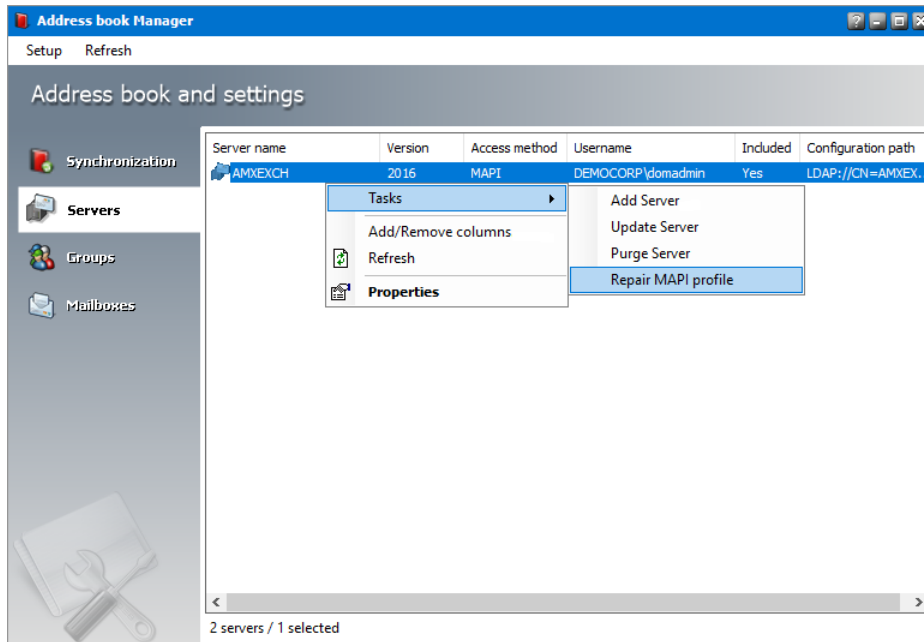 Address book Manager
Setup Refresh
Address book and settings
Synchronization
Servers
Groups
Mailboxes
Server name Version Access method Username Included Configuration path
AMXEXCH 2016 MAPI DEMOCORP\domadmin Yes LDAP://CN=AMXEX.
Tasks
Add/Remove columns
Refresh
Properties
Add Server
Update Server
Purge Server
Repair MAPI profile
2 servers / 1 selected